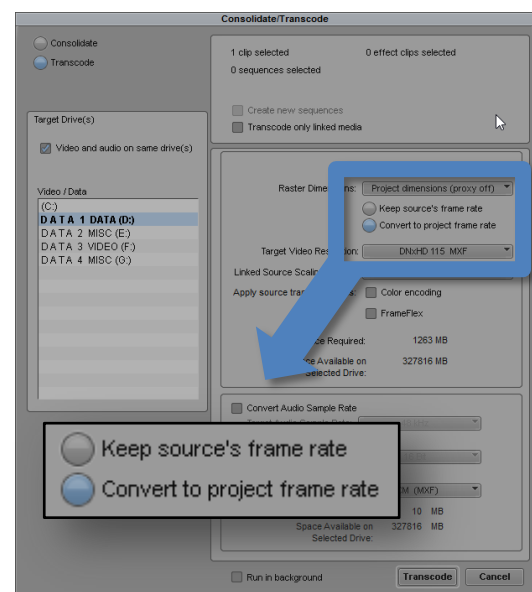 Consolidate/Transcode
Consolidate
Transcode
1 clip selected 0 effect clips selected
0 sequences selected
Create new sequences
Transcode only linked media
Target Drive(s)
Video and audio on same drive(s)
Video / Data
(C:)
DATA 1 DATA (D:)
DATA 2 MISC (E:)
DATA 3 VIDEO (F:)
DATA 4 MISC (G:)
Raster Dimensions: Project dimensions (proxy off)
Keep source's frame rate
Convert to project frame rate
Target Video Resolution: DNxHD 115 MXF
Linked Source Scaling
Apply source Color encoding
FrameFlex
Required: 1263 MB
Space Available on 327816 MB
Selected Drive:
Convert Audio Sample Rate
Keep source's frame rate
Convert to project frame rate
(MXF)
10 MB
Space Available on 327816 MB
Selected Drive:
Run in background
Transcode
Cancel